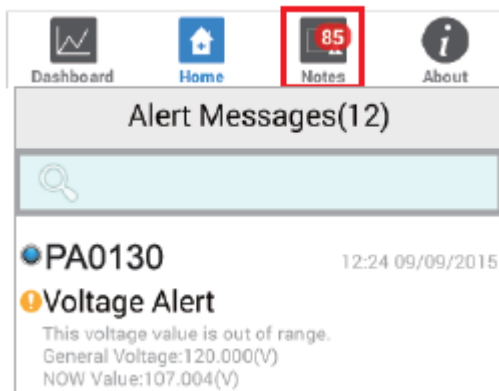 85
Dashboard Home Notes About
Alert Messages(12)
PA0130 12:24 09/09/2015
Voltage Alert
This voltage value is out of range.
General Voltage:120.000(V)
NOW Value:107.004(V)